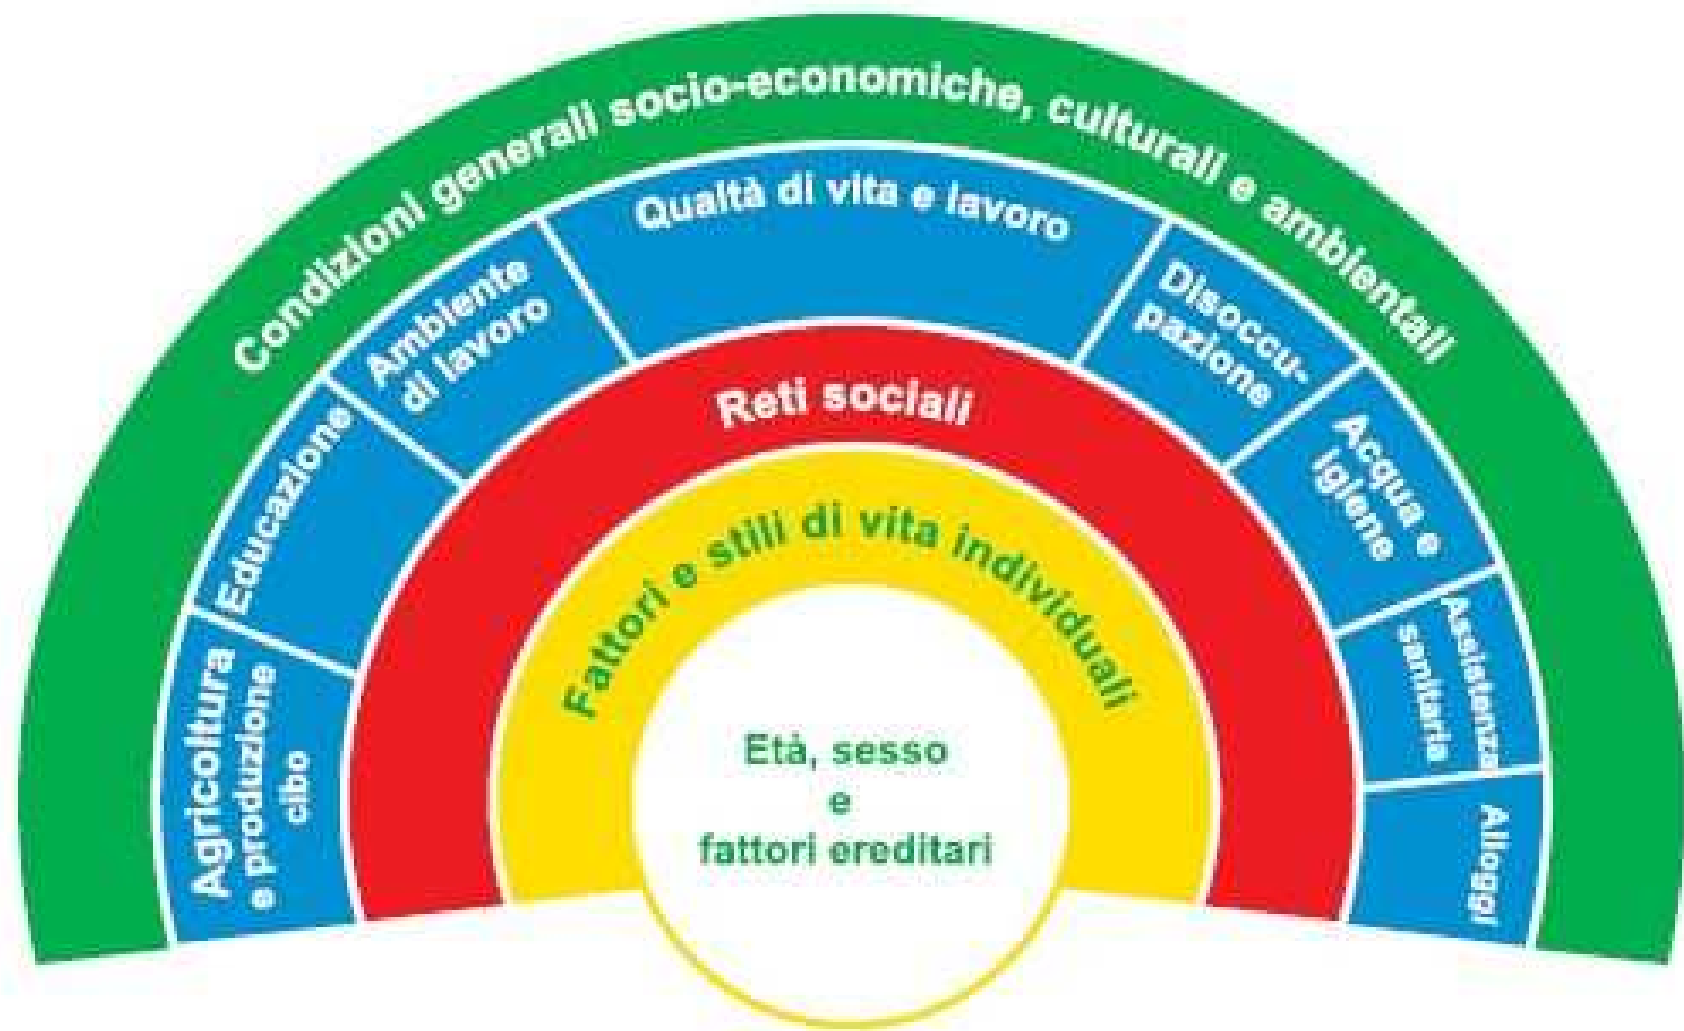 Condizioni generali socio-economiche, culturali e ambientali
Agricoltura
e produzione
cibo
Educazione
Ambiente
di lavoro
Qualtà di vita e lavoro
Disoccu-
pazione
Acqua e
igiene
Assistenza
sanitaria
Alloggi
Reti sociali
Fattori e stili di vita individuali
Età, sesso
e
fattori ereditari